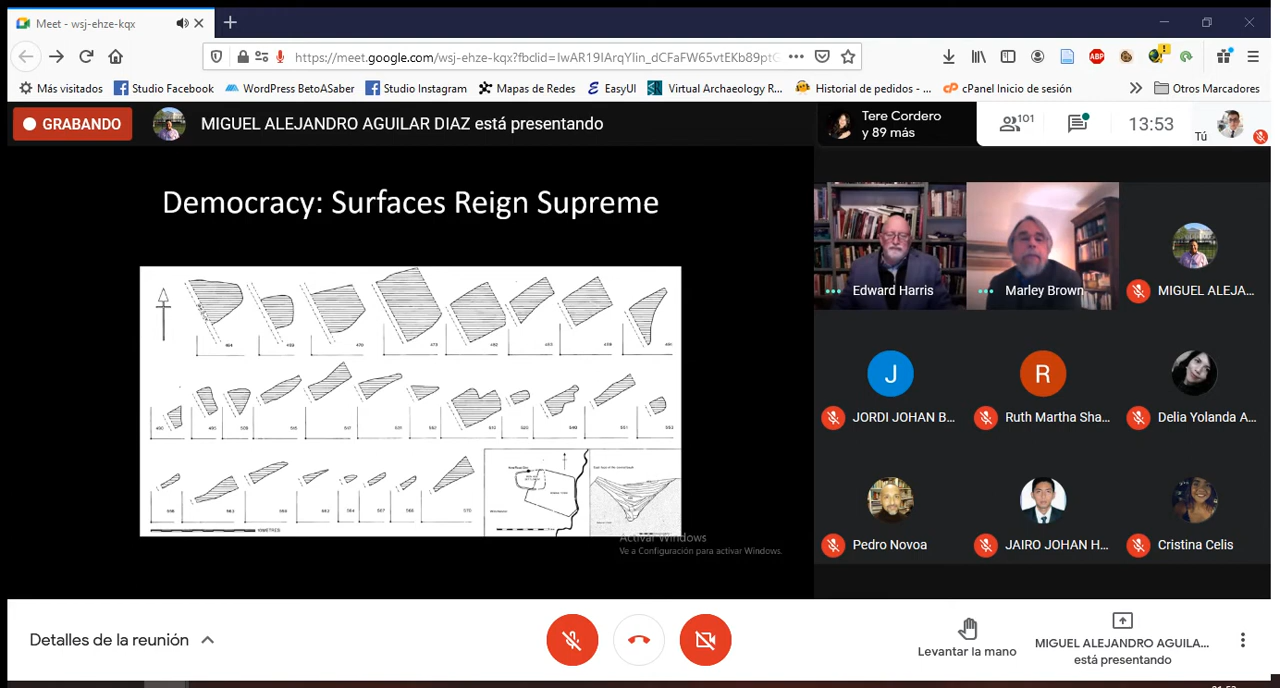 Meet - wsj-ehze-kqx
https://meet.google.com/wsj-ehze-kqx?fbclid=IwAR19IArqYIin_dCFaFW65vtEKb89ptG
Más visitados
Studio Facebook
WordPress BetoASaber
Studio Instagram
Mapas de Redes
EasyUI
Virtual Archaeology R...
Historial de pedidos - ...
cPanel Inicio de sesión
Otros Marcadores
ABP
GRABANDO
MIGUEL ALEJANDRO AGUILAR DIAZ está presentando
Tere Cordero
y 89 más
101
13:53
Tú
Democracy: Surfaces Reign Supreme
Activar Windows
Ve a Configuración para activar Windows.
Edward Harris
Marley Brown
MIGUEL ALEJA...
J
JORDI JOHAN B...
R
Ruth Martha Sha...
Delia Yolanda A...
Pedro Novoa
JAIRO JOHAN H...
Cristina Celis
Detalles de la reunión
Levantar la mano
MIGUEL ALEJANDRO AGUILA...
está presentando